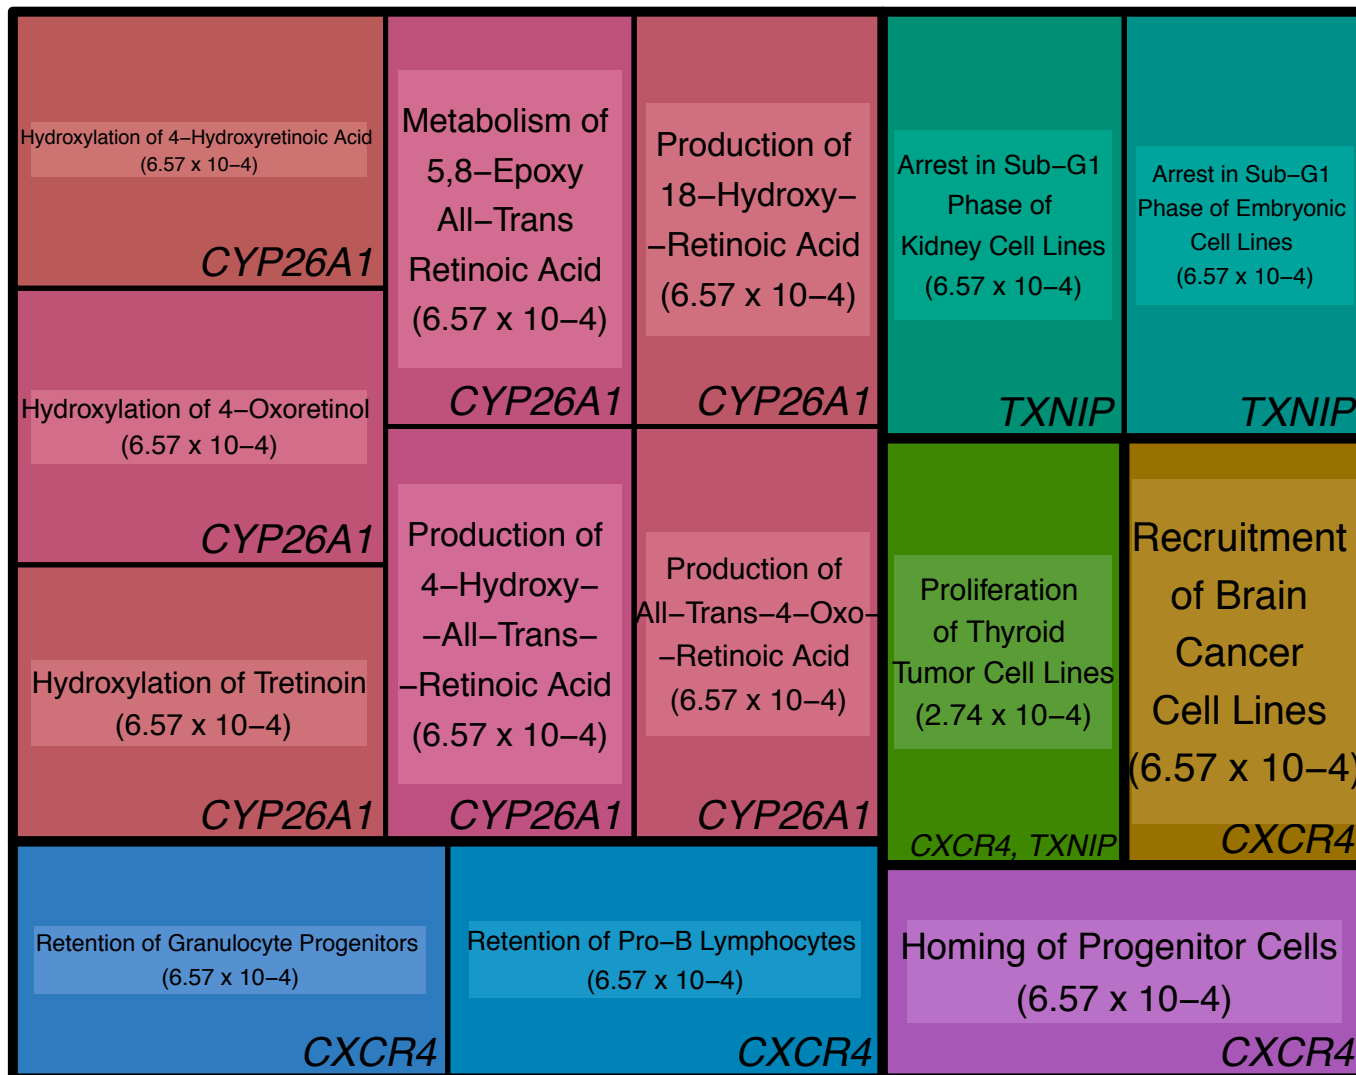 Hydroxylation of 4–Hydroxyretinoic Acid
(6.57 x 10–4)
CYP26A1
Hydroxylation of 4–Oxoretinol
(6.57 x 10–4)
CYP26A1
Hydroxylation of Tretinoin
(6.57 x 10–4)
CYP26A1
Metabolism of
5,8–Epoxy
All–Trans
Retinoic Acid
(6.57 x 10–4)
CYP26A1
Production of
4–Hydroxy–
–All–Trans–
–Retinoic Acid
(6.57 x 10–4)
CYP26A1
Production of
18–Hydroxy–
–Retinoic Acid
(6.57 x 10–4)
CYP26A1
Production of
All–Trans–4–Oxo–
–Retinoic Acid
(6.57 x 10–4)
CYP26A1
Arrest in Sub–G1
Phase of
Kidney Cell Lines
(6.57 x 10–4)
TXNIP
Arrest in Sub–G1
Phase of Embryonic
Cell Lines
(6.57 x 10–4)
TXNIP
Proliferation
of Thyroid
Tumor Cell Lines
(2.74 x 10–4)
CXCR4, TXNIP
Recruitment
of Brain
Cancer
Cell Lines
(6.57 x 10–4)
CXCR4
Retention of Granulocyte Progenitors
(6.57 x 10–4)
CXCR4
Retention of Pro–B Lymphocytes
(6.57 x 10–4)
CXCR4
Homing of Progenitor Cells
(6.57 x 10–4)
CXCR4